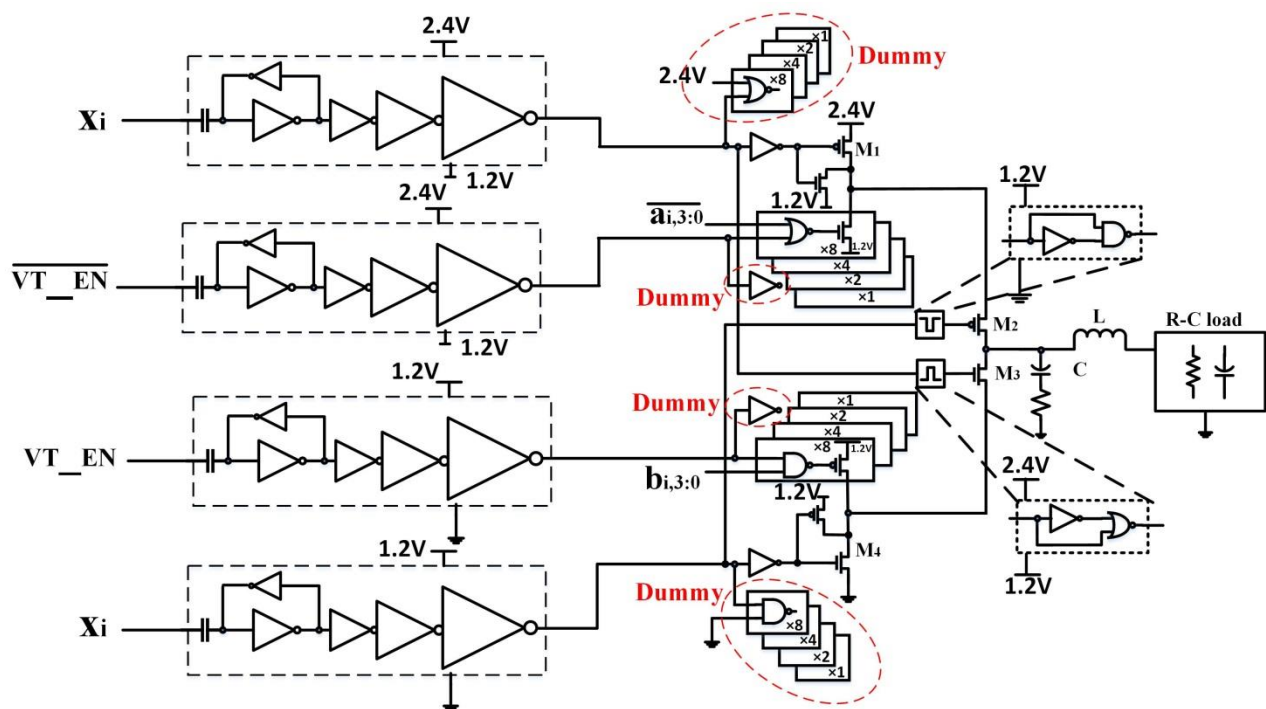 2.4V
Xi
1.2V
×1
×2
×4
×8
2.4V
Dummy
2.4V
M1
1.2V
2.4V
VT_EN
1.2V
ai,3:0
×8
1.2V
×4
×2
×1
Dummy
1.2V
M2
L
R-C load
M3
C
1.2V
VT_EN
Dummy
×1
×2
×4
×8
1.2V
bi,3:0
1.2V
M4
2.4V
1.2V
1.2V
Xi
Dummy
×8
×4
×2
×1